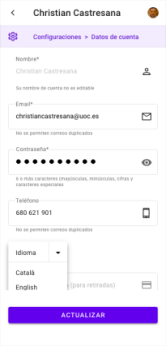 Christian Castresana
Configuraciones > Datos de cuenta
Nombre*
Christian Castresana
Su nombre de cuenta no es editable
Email*
christiancastresana@uoc.es
No se permiten correos duplicados
Contraseña*
6 o más caracteres (mayúsculas, minúsculas, cifras y
caracteres especiales
Teléfono
680 621 901
No se permiten correos duplicados
Idioma
Català
English
(para retiradas)
ACTUALIZAR